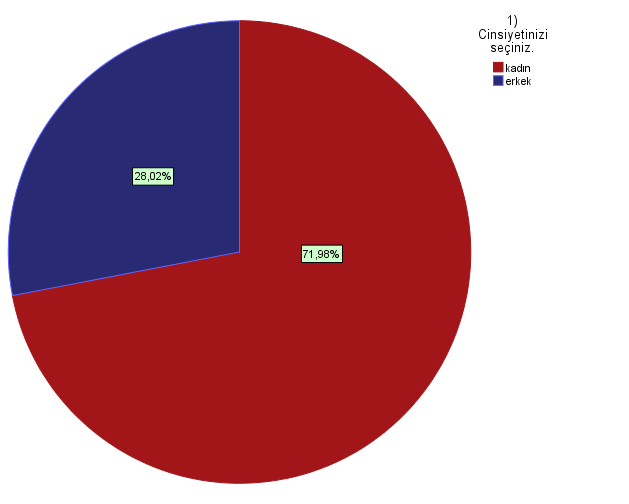 1)
Cinsiyetinizi
seçiniz.
kadın
erkek
28,02%
71,98%